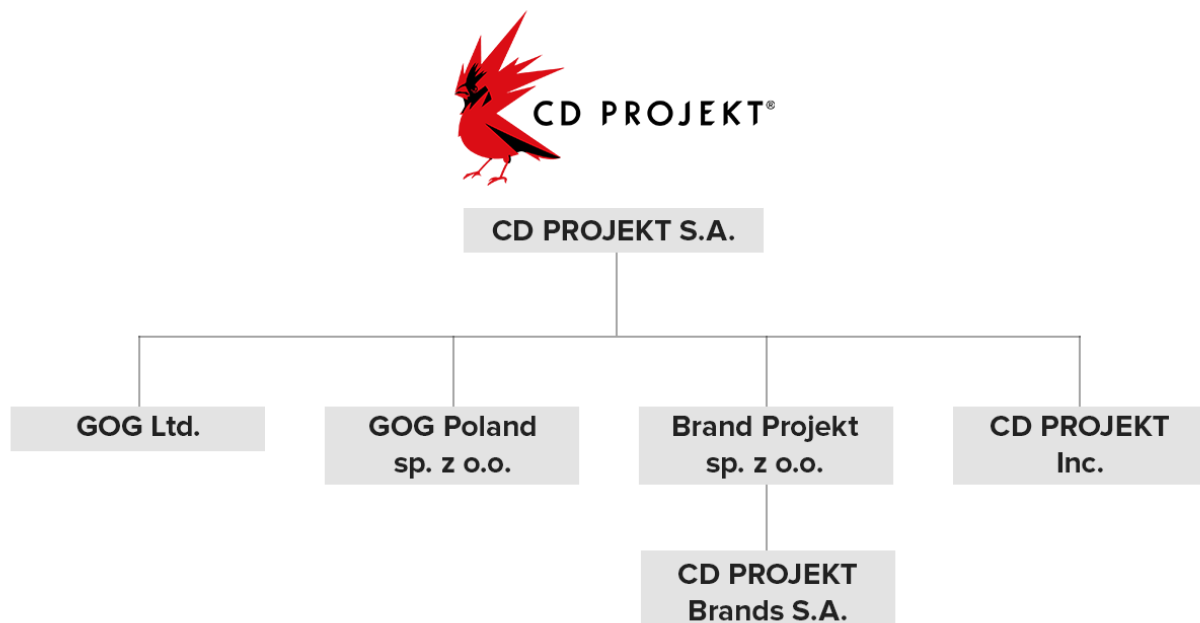 CD PROJEKT®
CD PROJEKT S.A.
GOG Ltd.
GOG Poland
sp. z o.o.
Brand Projekt
sp. z o.o.
CD PROJEKT
Inc.
CD PROJEKT
Brands S.A.